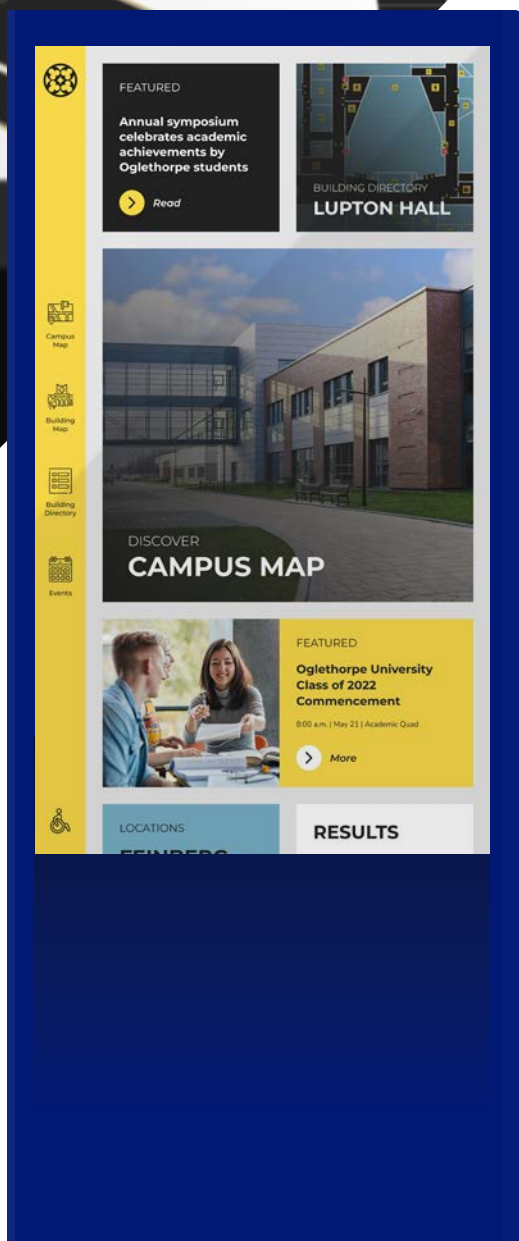 FEATURED
Annual symposium
celebrates academic
achievements by
Oglethorpe students
Read
BUILDING DIRECTORY
LUPTON HALL
Campus
Map
Building
Map
Building
Directory
Events
DISCOVER
CAMPUS MAP
FEATURED
Oglethorpe University
Class of 2022
Commencement
8:00 a.m. | May 21 | Academic Quad
More
LOCATIONS
FEINBERG
RESULTS